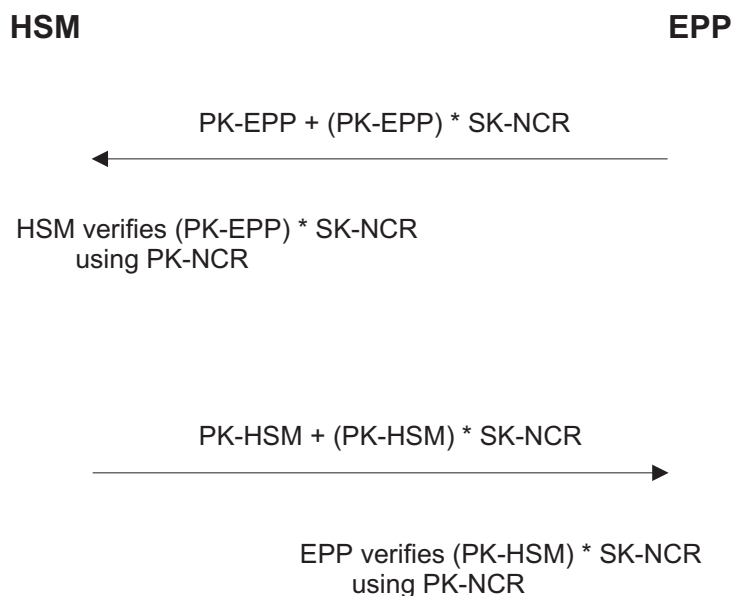 HSM
EPP
PK-EPP + (PK-EPP) * SK-NCR
HSM verifies (PK-EPP) * SK-NCR
using PK-NCR
PK-HSM + (PK-HSM) * SK-NCR
EPP verifies (PK-HSM) * SK-NCR
using PK-NCR